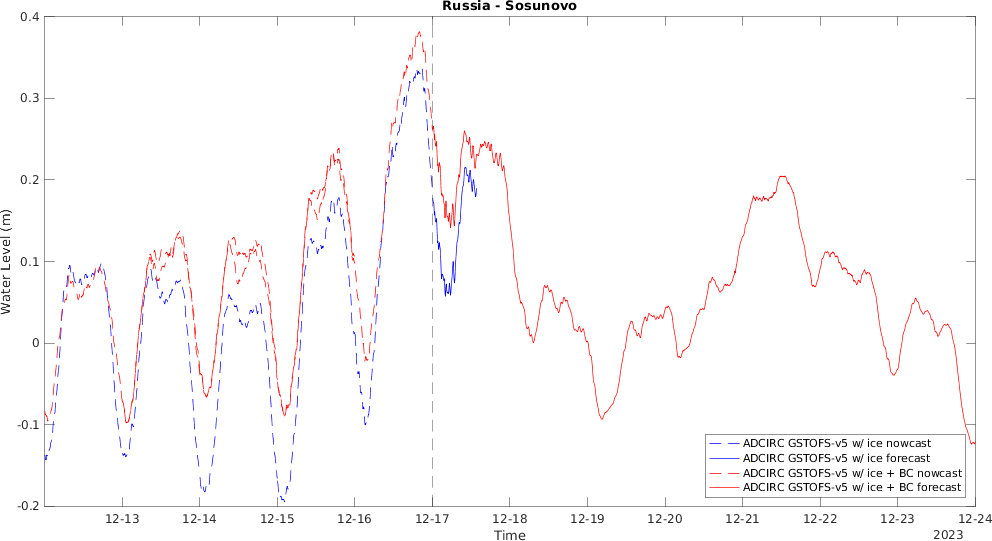 Russia - Sosunovo
0.4
0.3
0.2
0.1
0
-0.1
-0.2
Water Level (m)
ADCIRC GSTOFS-v5 w/ ice nowcast
ADCIRC GSTOFS-v5 w/ ice forecast
ADCIRC GSTOFS-v5 w/ ice + BC nowcast
ADCIRC GSTOFS-v5 w/ ice + BC forecast
12-13 12-14 12-15 12-16 12-17 12-18 12-19 12-20 12-21 12-22 12-23 12-24
Time
2023